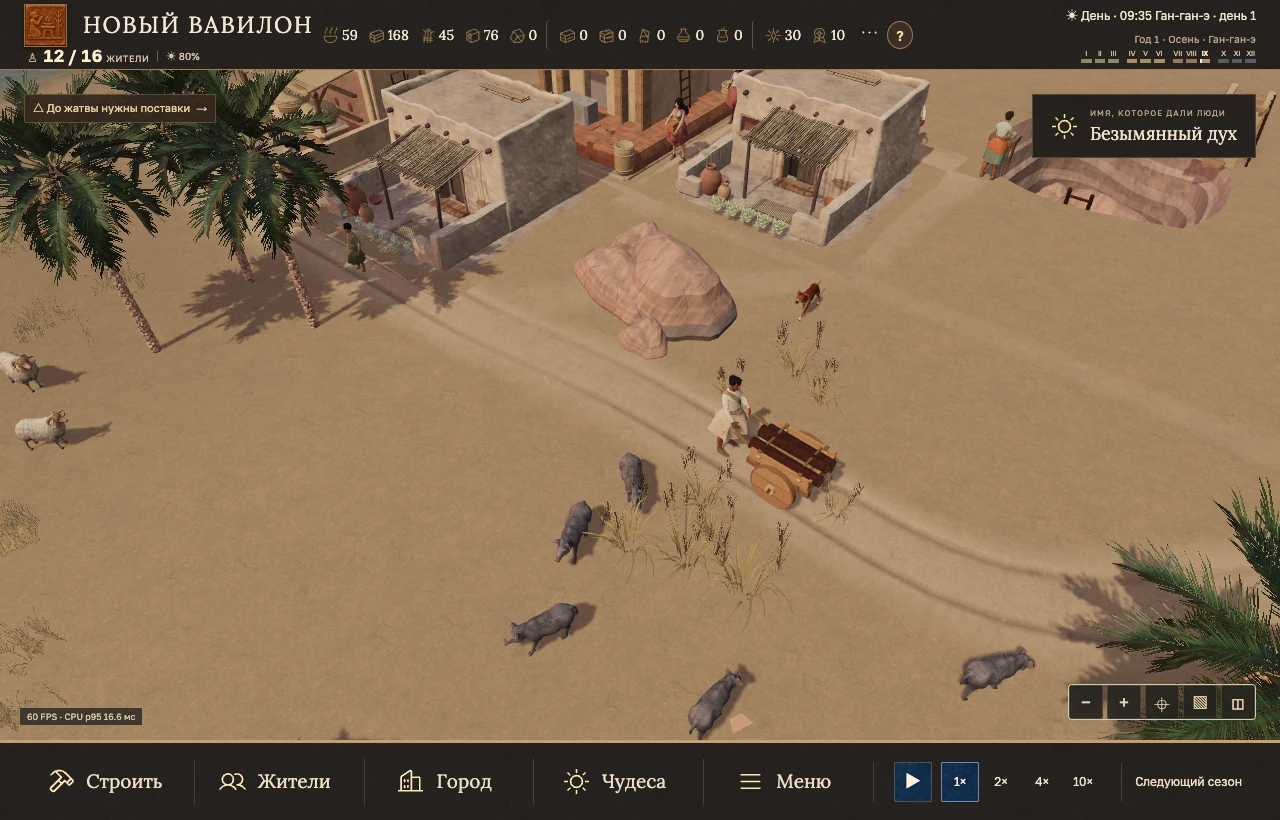 НОВЫЙ ВАВИЛОН
59 168 45 76 0 0 0 0 0 0 30 10 ··· ?
12 / 16 жители 80%
День · 09:35 Ган-ган-э · день 1
Год 1 · Осень · Ган-ган-э
I II III IV V VI VII VIII IX X XI XII
До жатвы нужны поставки →
ИМЯ, КОТОРОЕ ДАЛИ ЛЮДИ
Безымянный дух
60 FPS · CPU p95 16.6 мс
− +
Строить Жители Город Чудеса Меню 1× 2× 4× 10× Следующий сезон